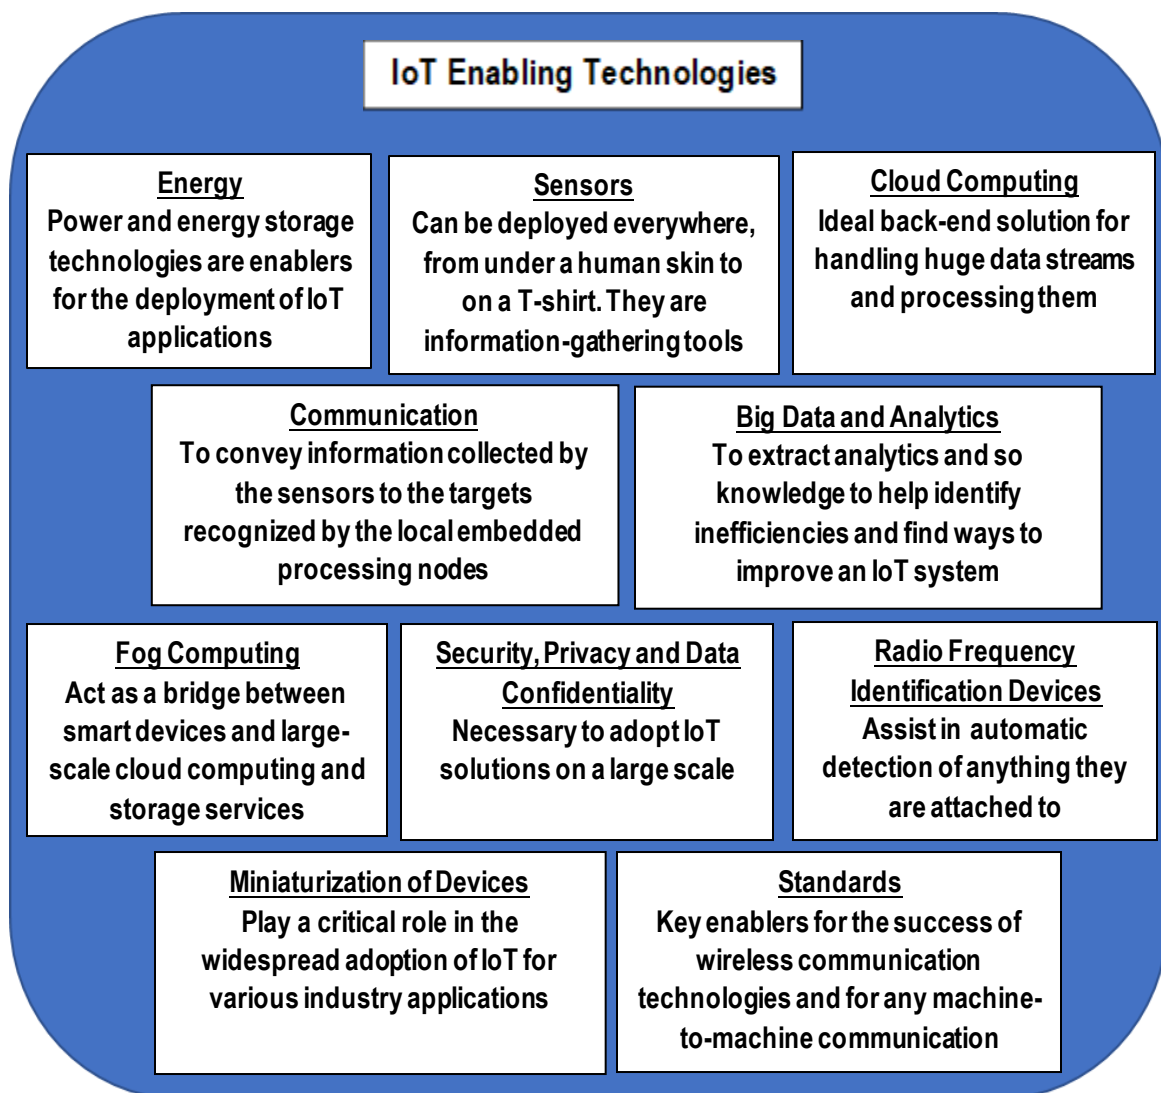 IoT Enabling Technologies
Energy
Power and energy storage
technologies are enablers
for the deployment of IoT
applications
Sensors
Can be deployed everywhere,
from under a human skin to
on a T-shirt. They are
information-gathering tools
Cloud Computing
Ideal back-end solution for
handling huge data streams
and processing them
Communication
To convey information collected by
the sensors to the targets
recognized by the local embedded
processing nodes
Big Data and Analytics
To extract analytics and so
knowledge to help identify
inefficiencies and find ways to
improve an IoT system
Fog Computing
Act as a bridge between
smart devices and large-
scale cloud computing and
storage services
Security, Privacy and Data
Confidentiality
Necessary to adopt IoT
solutions on a large scale
Radio Frequency
Identification Devices
Assist in automatic
detection of anything they
are attached to
Miniaturization of Devices
Play a critical role in the
widespread adoption of IoT for
various industry applications
Standards
Key enablers for the success of
wireless communication
technologies and for any machine-
to-machine communication